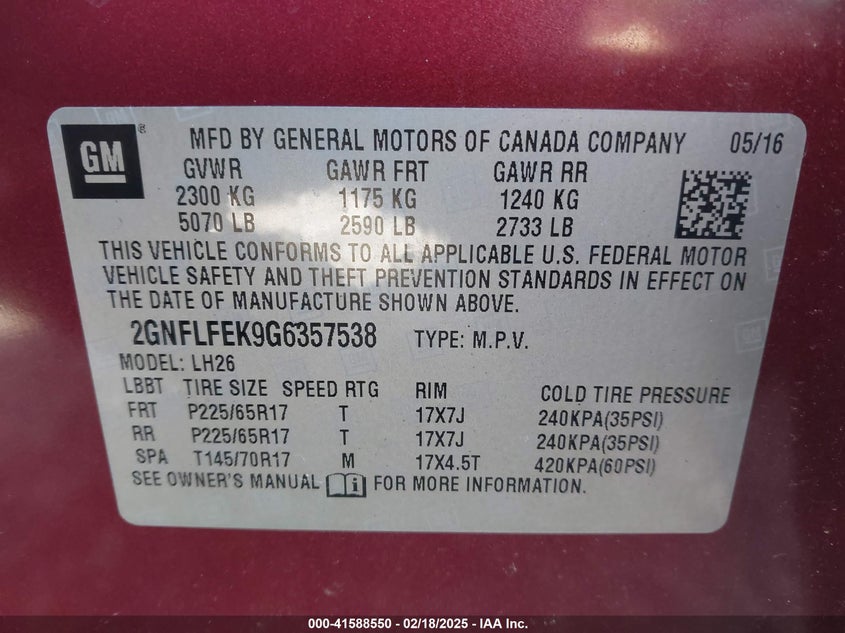 GM ® MFD BY GENERAL MOTORS OF CANADA COMPANY 05/16
GVWR GAWR FRT GAWR RR
2300 KG 1175 KG 1240 KG
5070 LB 2590 LB 2733 LB
THIS VEHICLE CONFORMS TO ALL APPLICABLE U.S. FEDERAL MOTOR
VEHICLE SAFETY AND THEFT PREVENTION STANDARDS IN EFFECT ON
THE DATE OF MANUFACTURE SHOWN ABOVE.
2GNFLFEK9G6357538 TYPE: M.P.V.
MODEL: LH26
LBBT TIRE SIZE SPEED RTG RIM COLD TIRE PRESSURE
FRT P225/65R17 T 17X7J 240KPA(35PSI)
RR P225/65R17 T 17X7J 240KPA(35PSI)
SPA T145/70R17 M 17X4.5T 420KPA(60PSI)
SEE OWNER'S MANUAL i FOR MORE INFORMATION.
000-41588550 - 02/18/2025 - IAA Inc.